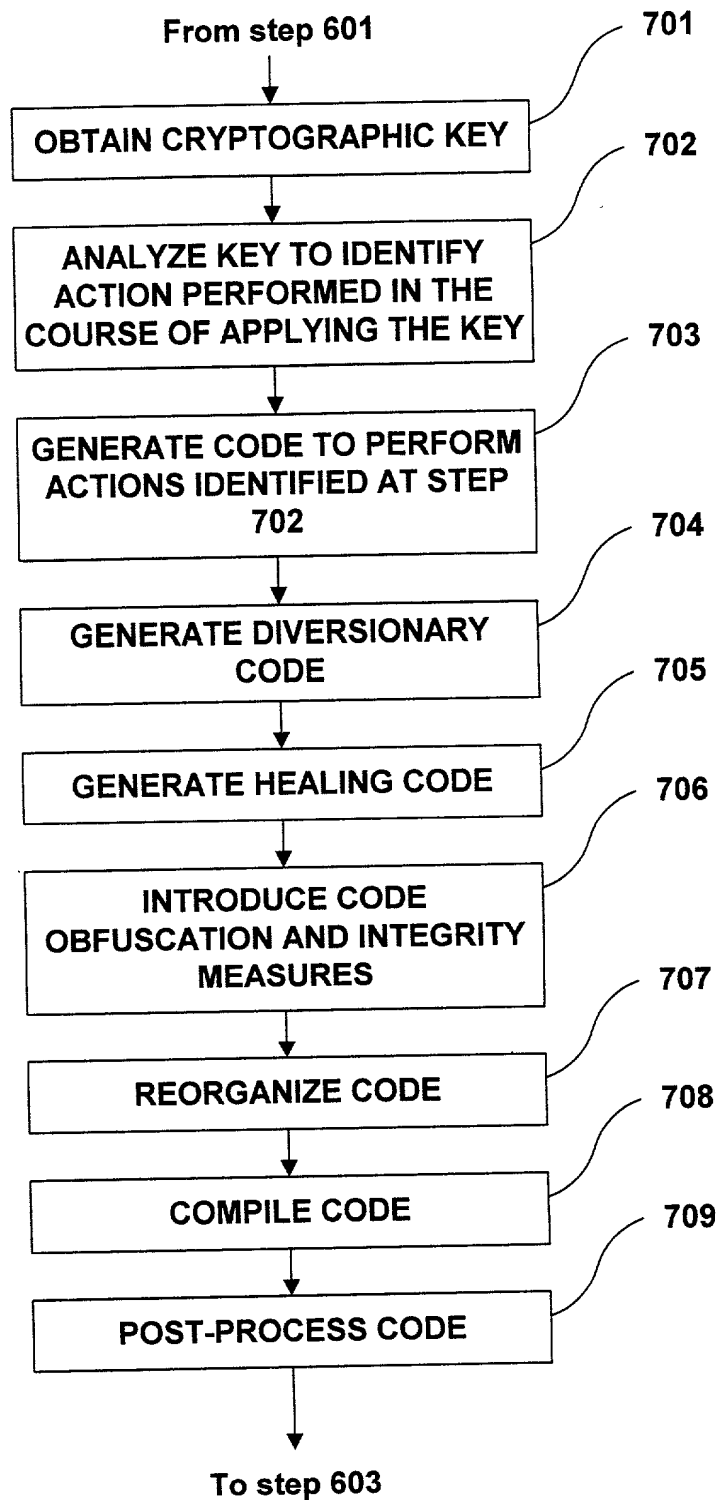 From step 601
701
OBTAIN CRYPTOGRAPHIC KEY
702
ANALYZE KEY TO IDENTIFY
ACTION PERFORMED IN THE
COURSE OF APPLYING THE KEY
703
GENERATE CODE TO PERFORM
ACTIONS IDENTIFIED AT STEP
702
704
GENERATE DIVERSIONARY
CODE
705
GENERATE HEALING CODE
706
INTRODUCE CODE
OBFUSCATION AND INTEGRITY
MEASURES
707
REORGANIZE CODE
708
COMPILE CODE
709
POST-PROCESS CODE
To step 603